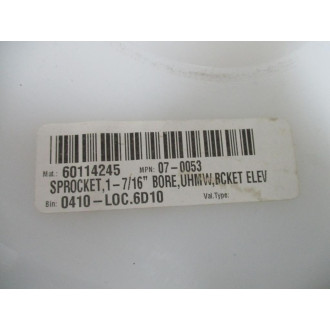 Mat.: 60114245 MPN: 07-0053
SPROCKET,1-7/16" BORE,UHMW,BCKET ELEV
Bin: 0410-LOC.6D10 Val.Type: